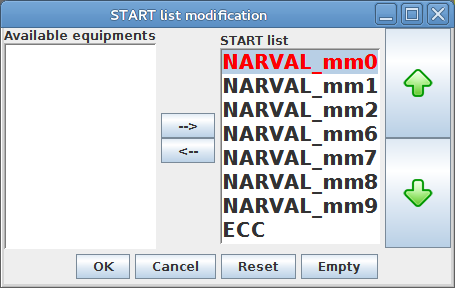 START list modification
Available equipments
START list
NARVAL_mm0
NARVAL_mm1
NARVAL_mm2
NARVAL_mm6
NARVAL_mm7
NARVAL_mm8
NARVAL_mm9
ECC
-->
<--
OK
Cancel
Reset
Empty